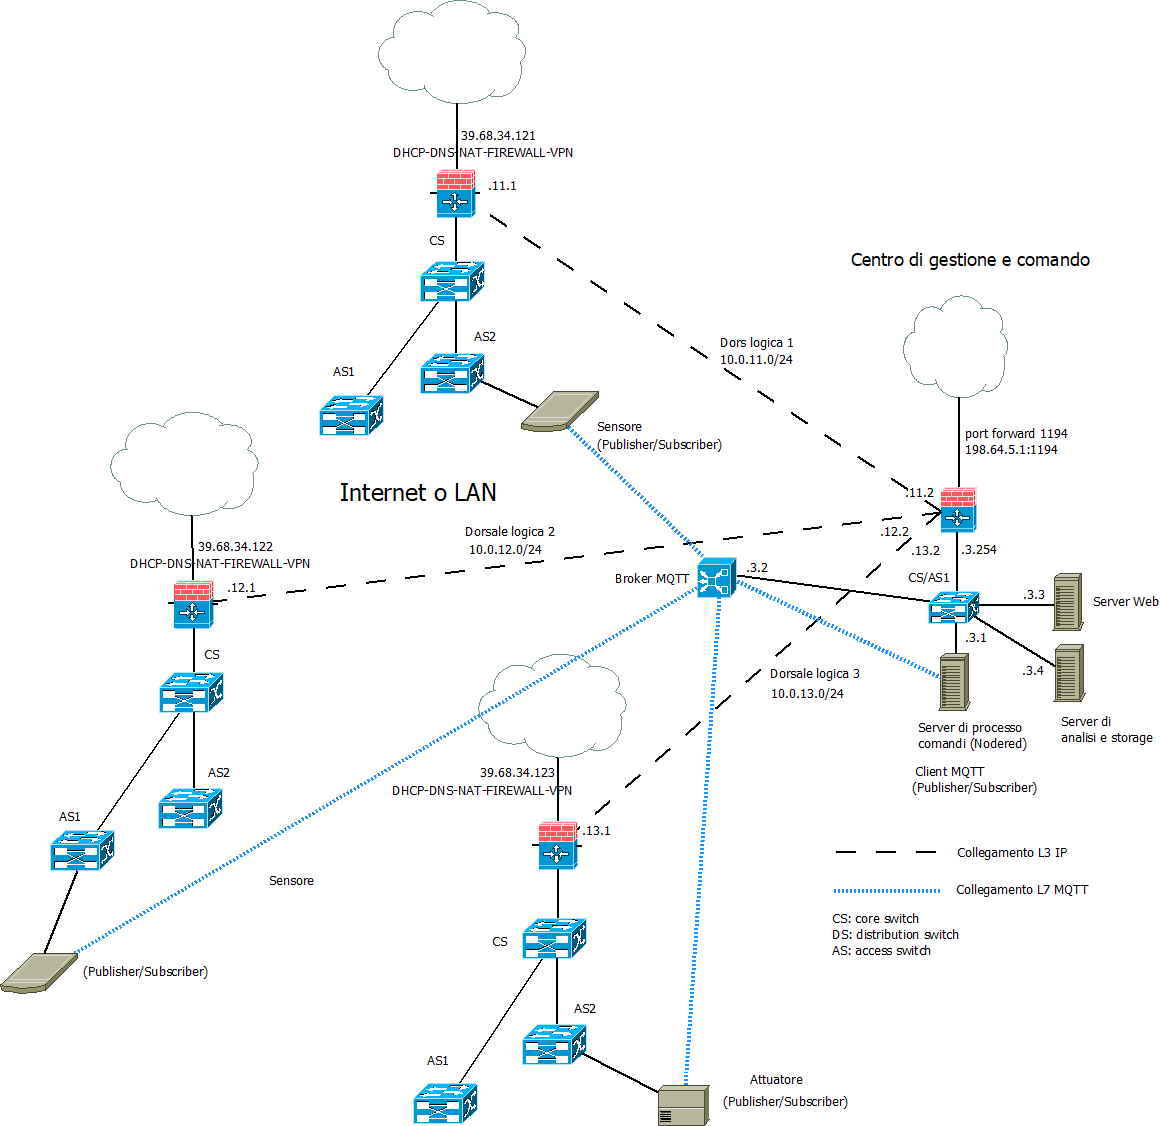 39.68.34.121
DHCP-DNS-NAT-FIREWALL-VPN
.11.1
CS
AS2
AS1
Sensore
(Publisher/Subscriber)
Dors logica 1
10.0.11.0/24
Centro di gestione e comando
port forward 1194
198.64.5.1:1194
.11.2
.12.2
.13.2
.3.254
CS/AS1
.3.3
Server Web
.3.1
.3.4
Server di
analisi e storage
Server di processo
comandi (Nodered)
Client MQTT
(Publisher/Subscriber)
Internet o LAN
Dorsale logica 2
10.0.12.0/24
Broker MQTT
.3.2
39.68.34.122
DHCP-DNS-NAT-FIREWALL-VPN
.12.1
CS
AS2
AS1
Sensore
(Publisher/Subscriber)
Dorsale logica 3
10.0.13.0/24
39.68.34.123
DHCP-DNS-NAT-FIREWALL-VPN
.13.1
CS
AS2
AS1
Attuatore
(Publisher/Subscriber)
Collegamento L3 IP
Collegamento L7 MQTT
CS: core switch
DS: distribution switch
AS: access switch